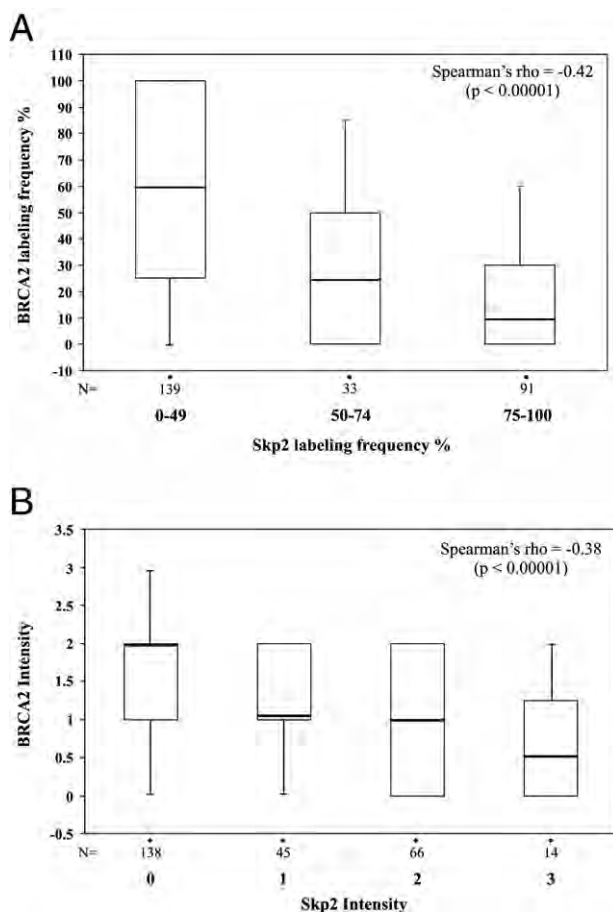 A
Spearman's rho = -0.42
(p < 0.00001)
BRCA2 labeling frequency %
110
100
90
80
70
60
50
40
30
20
10
0
-10
N= 139 33 91
0-49 50-74 75-100
Skp2 labeling frequency %
B
Spearman's rho = -0.38
(p < 0.00001)
BRCA2 Intensity
3.5
3
2.5
2
1.5
1
0.5
0
-0.5
N= 138 45 66 14
0 1 2 3
Skp2 Intensity